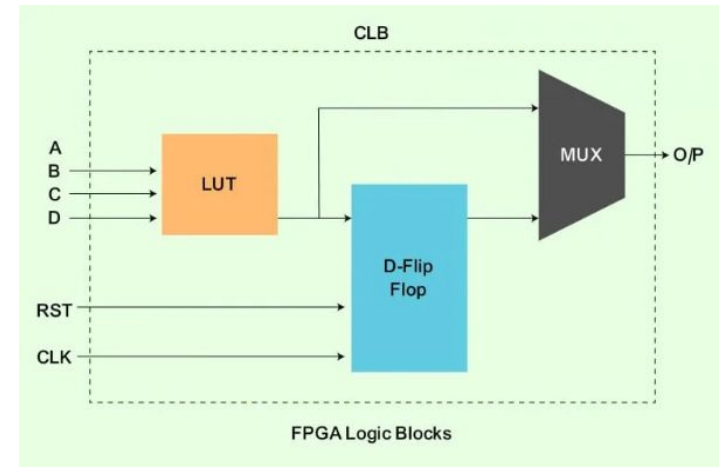 CLB
A
B
C
D
LUT
MUX
O/P
D-Flip
Flop
RST
CLK
FPGA Logic Blocks